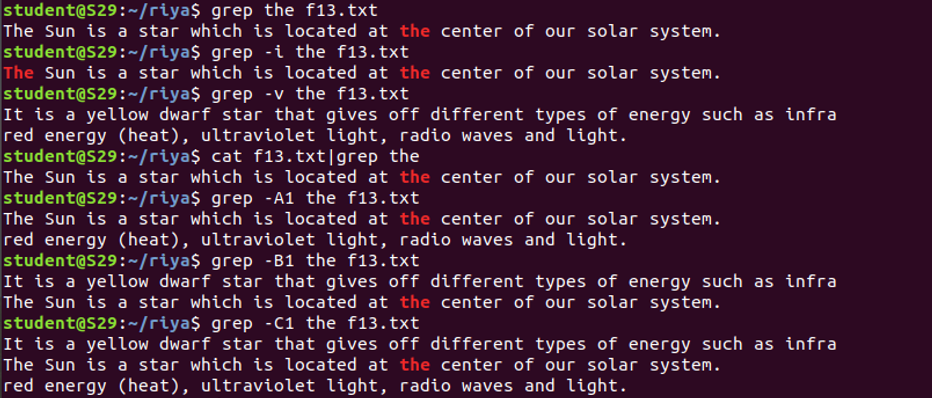 student@S29:~/riya$ grep the f13.txt
The Sun is a star which is located at the center of our solar system.
student@S29:~/riya$ grep -i the f13.txt
The Sun is a star which is located at the center of our solar system.
student@S29:~/riya$ grep -v the f13.txt
It is a yellow dwarf star that gives off different types of energy such as infra
red energy (heat), ultraviolet light, radio waves and light.
student@S29:~/riya$ cat f13.txt|grep the
The Sun is a star which is located at the center of our solar system.
student@S29:~/riya$ grep -A1 the f13.txt
The Sun is a star which is located at the center of our solar system.
red energy (heat), ultraviolet light, radio waves and light.
student@S29:~/riya$ grep -B1 the f13.txt
It is a yellow dwarf star that gives off different types of energy such as infra
The Sun is a star which is located at the center of our solar system.
student@S29:~/riya$ grep -C1 the f13.txt
It is a yellow dwarf star that gives off different types of energy such as infra
The Sun is a star which is located at the center of our solar system.
red energy (heat), ultraviolet light, radio waves and light.